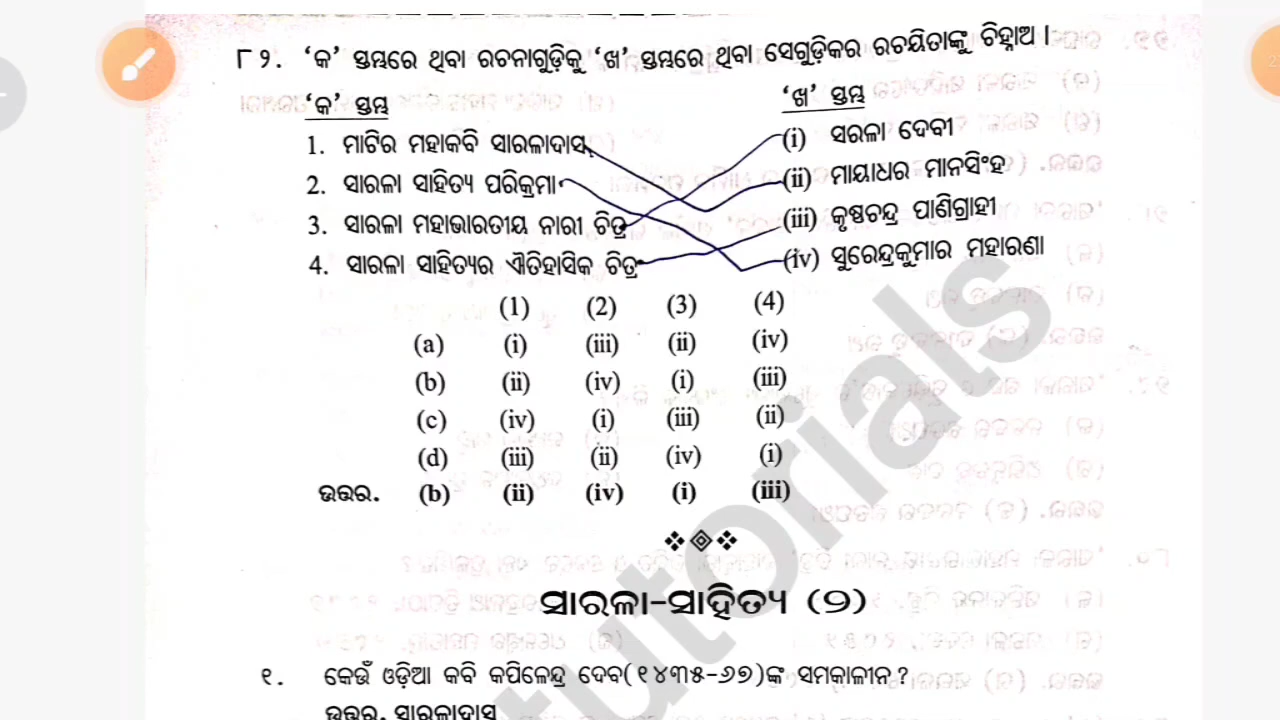 ୮୨. 'କ' ସ୍ତମ୍ଭରେ ଥିବା ରଚନାଗୁଡ଼ିକୁ 'ଖ' ସ୍ତମ୍ଭରେ ଥିବା ସେଗୁଡ଼ିକର ରଚୟିତାଙ୍କୁ ଚିହ୍ନାଅ ।
'କ' ସ୍ତମ୍ଭ 'ଖ' ସ୍ତମ୍ଭ
1. ମାଟିର ମହାକବି ସାରଳାଦାସ (i) ସରଳା ଦେବୀ
2. ସାରଳା ସାହିତ୍ୟ ପରିକ୍ରମା (ii) ମାୟାଧର ମାନସିଂହ
3. ସାରଳା ମହାଭାରତୀୟ ନାରୀ ଚିତ୍ର (iii) କୃଷ୍ଣଚନ୍ଦ୍ର ପାଣିଗ୍ରାହୀ
4. ସାରଳା ସାହିତ୍ୟର ଐତିହାସିକ ଚିତ୍ର (iv) ସୁରେନ୍ଦ୍ରକୁମାର ମହାରଣା
(1) (2) (3) (4)
(a) (i) (iii) (ii) (iv)
(b) (ii) (iv) (i) (iii)
(c) (iv) (i) (iii) (ii)
(d) (iii) (ii) (iv) (i)
ଉତ୍ତର. (b) (ii) (iv) (i) (iii)
ସାରଳା-ସାହିତ୍ୟ (୨)
୧. କେଉଁ ଓଡ଼ିଆ କବି କପିଳେନ୍ଦ୍ର ଦେବ(୧୪୩୫-୬୭)ଙ୍କ ସମକାଳୀନ ?
ଉତ୍ତର. ସାରଳାଦାସ
utorials